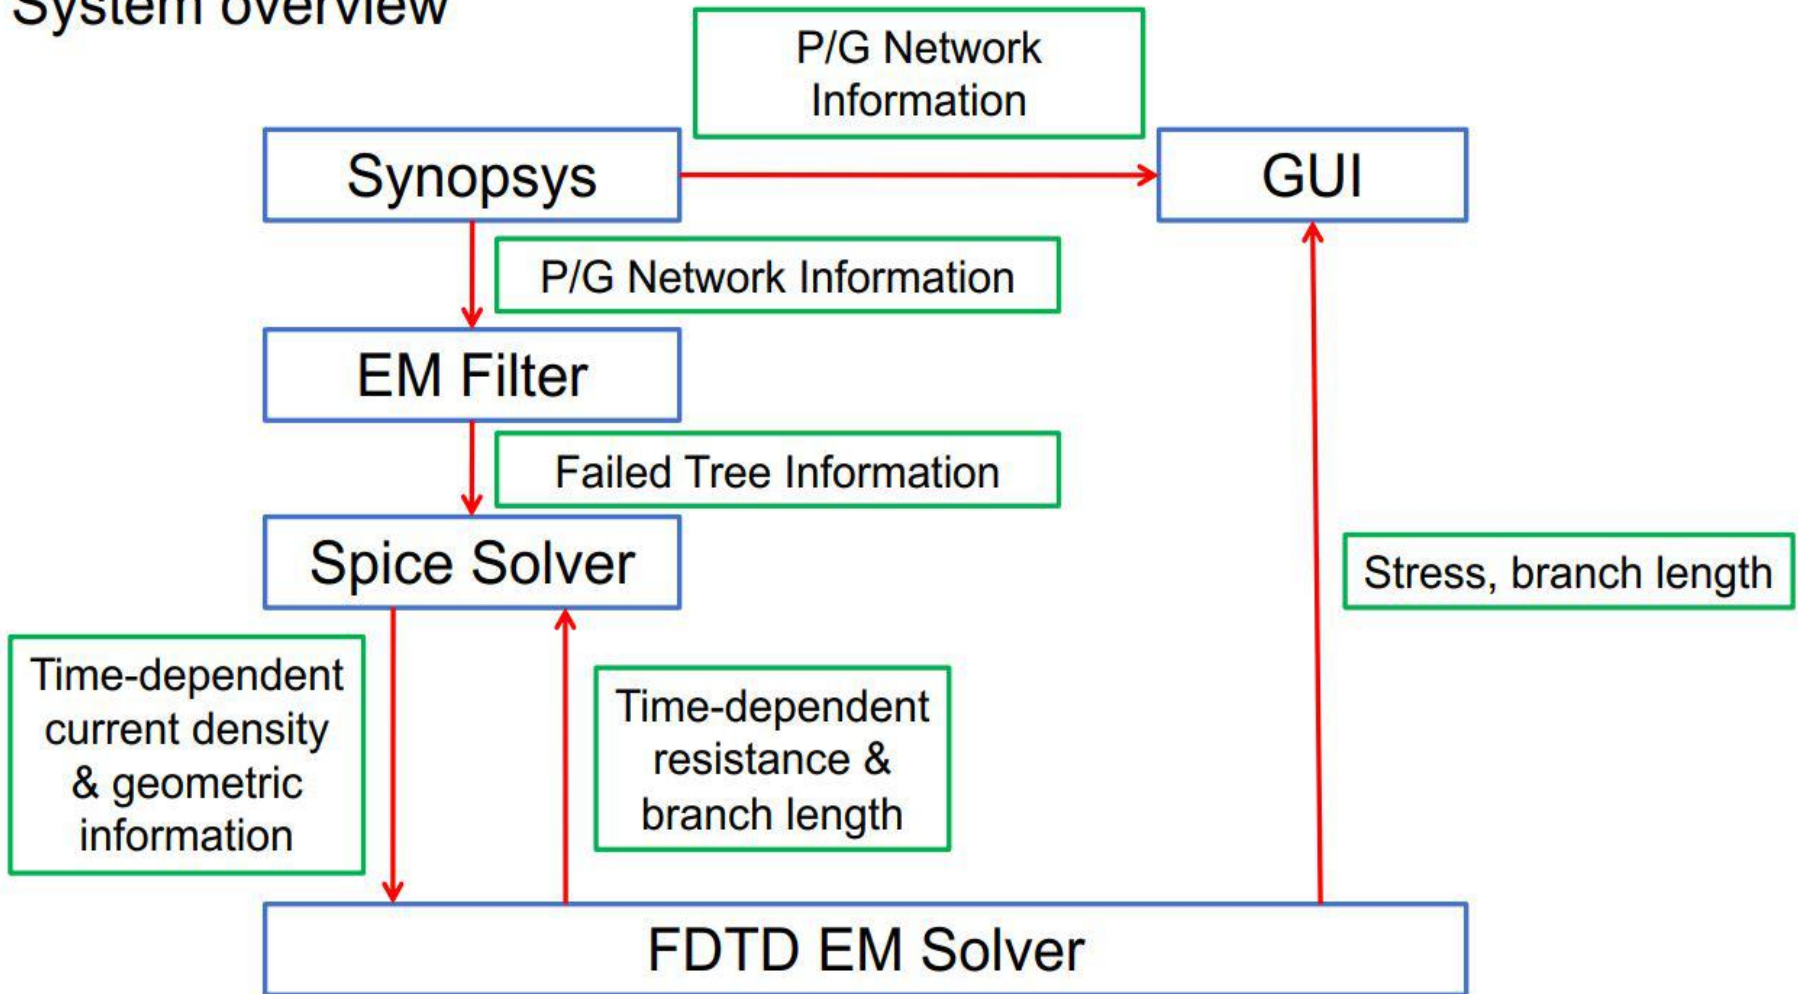 System overview
P/G Network
Information
Synopsys
GUI
P/G Network Information
EM Filter
Failed Tree Information
Spice Solver
Stress, branch length
Time-dependent
current density
& geometric
information
Time-dependent
resistance &
branch length
FDTD EM Solver